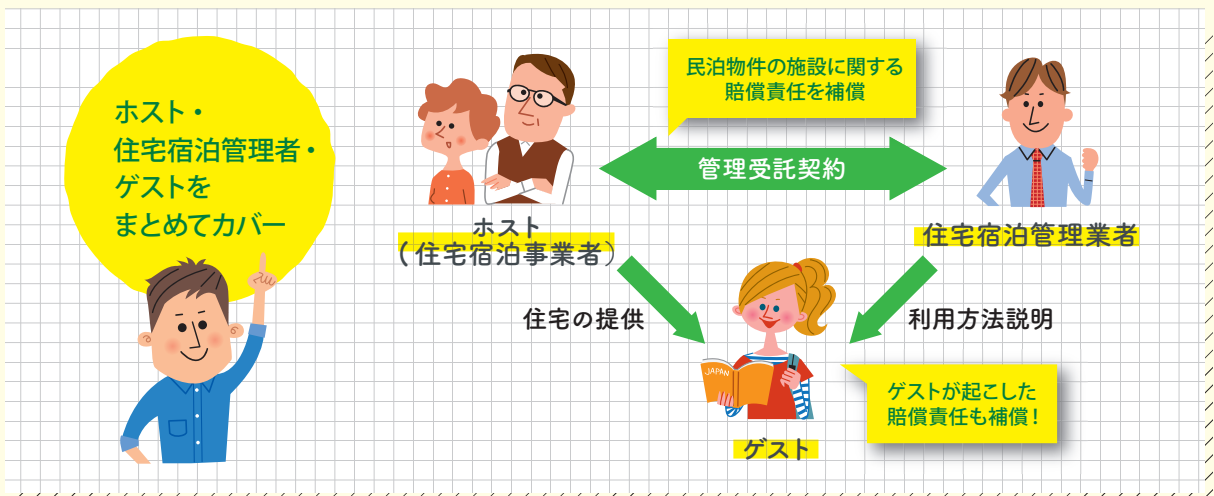 ホスト・
住宅宿泊管理者・
ゲストを
まとめてカバー
民泊物件の施設に関する
賠償責任を補償
管理受託契約
ホスト
（住宅宿泊事業者）
住宅宿泊管理業者
住宅の提供
利用方法説明
JAPAN
ゲストが起こした
賠償責任も補償！
ゲスト